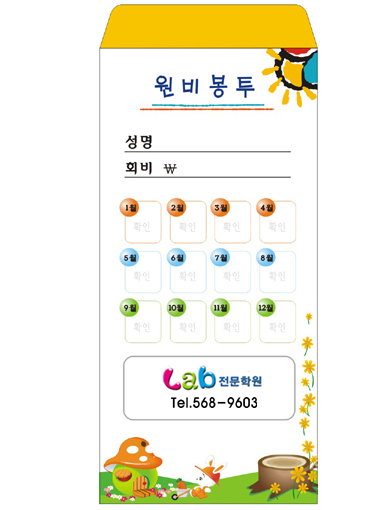 원비봉투
성명
회비 ₩
1월 2월 3월 4월
확인 확인 확인 확인
5월 6월 7월 8월
확인 확인 확인 확인
9월 10월 11월 12월
확인 확인 확인 확인
Lab 전문학원
Tel.568-9603